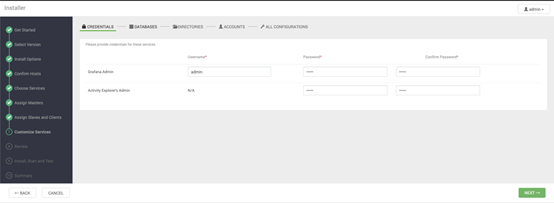 Installer
admin
Get Started
Select Version
Install Options
Confirm Hosts
Choose Services
Assign Masters
Assign Slaves and Clients
Customize Services
Review
Install, Start and Test
Summary
CREDENTIALS
DATABASES
DIRECTORIES
ACCOUNTS
ALL CONFIGURATIONS
Please provide credentials for these services
Username* Password* Confirm Password*
Grafana Admin admin
Activity Explorer's Admin N/A
← BACK CANCEL NEXT →